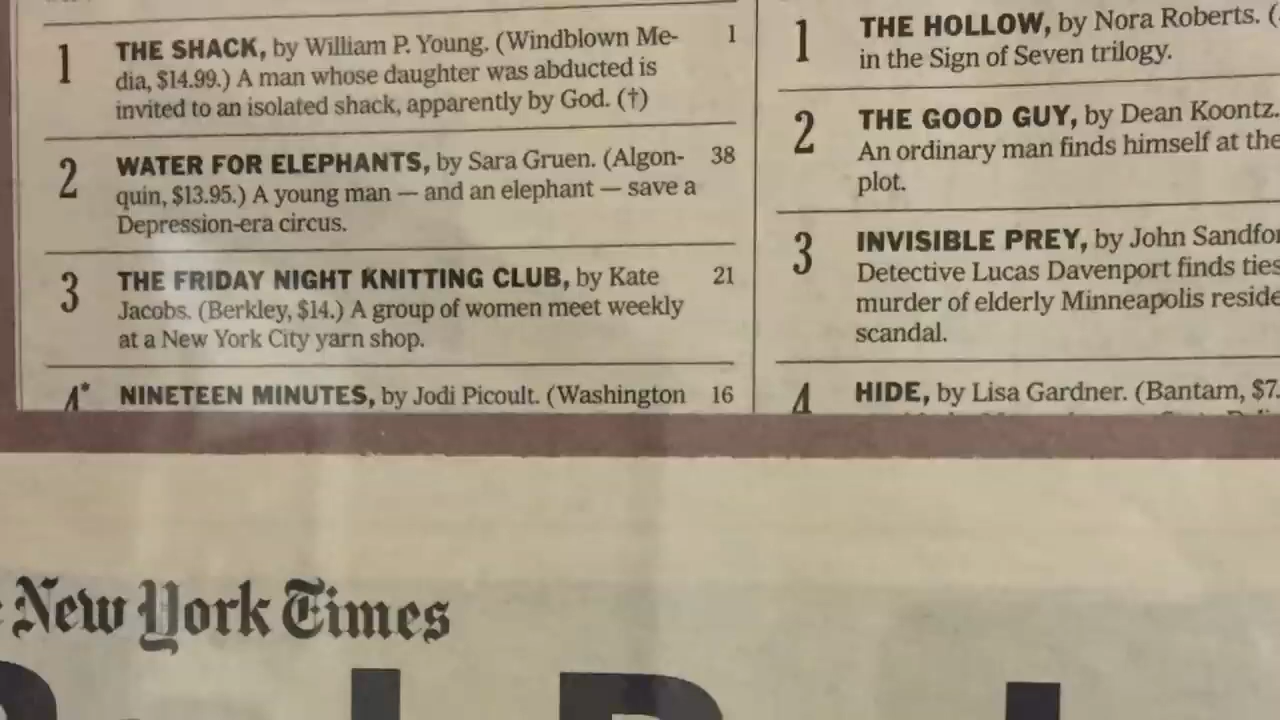 1 THE SHACK, by William P. Young. (Windblown Me- 1
dia, $14.99.) A man whose daughter was abducted is
invited to an isolated shack, apparently by God. (†)
2 WATER FOR ELEPHANTS, by Sara Gruen. (Algon- 38
quin, $13.95.) A young man — and an elephant — save a
Depression-era circus.
3 THE FRIDAY NIGHT KNITTING CLUB, by Kate 21
Jacobs. (Berkley, $14.) A group of women meet weekly
at a New York City yarn shop.
4* NINETEEN MINUTES, by Jodi Picoult. (Washington 16
1 THE HOLLOW, by Nora Roberts. (
in the Sign of Seven trilogy.
2 THE GOOD GUY, by Dean Koontz.
An ordinary man finds himself at the
plot.
3 INVISIBLE PREY, by John Sandfor
Detective Lucas Davenport finds ties
murder of elderly Minneapolis reside
scandal.
4 HIDE, by Lisa Gardner. (Bantam, $7.
New York Times